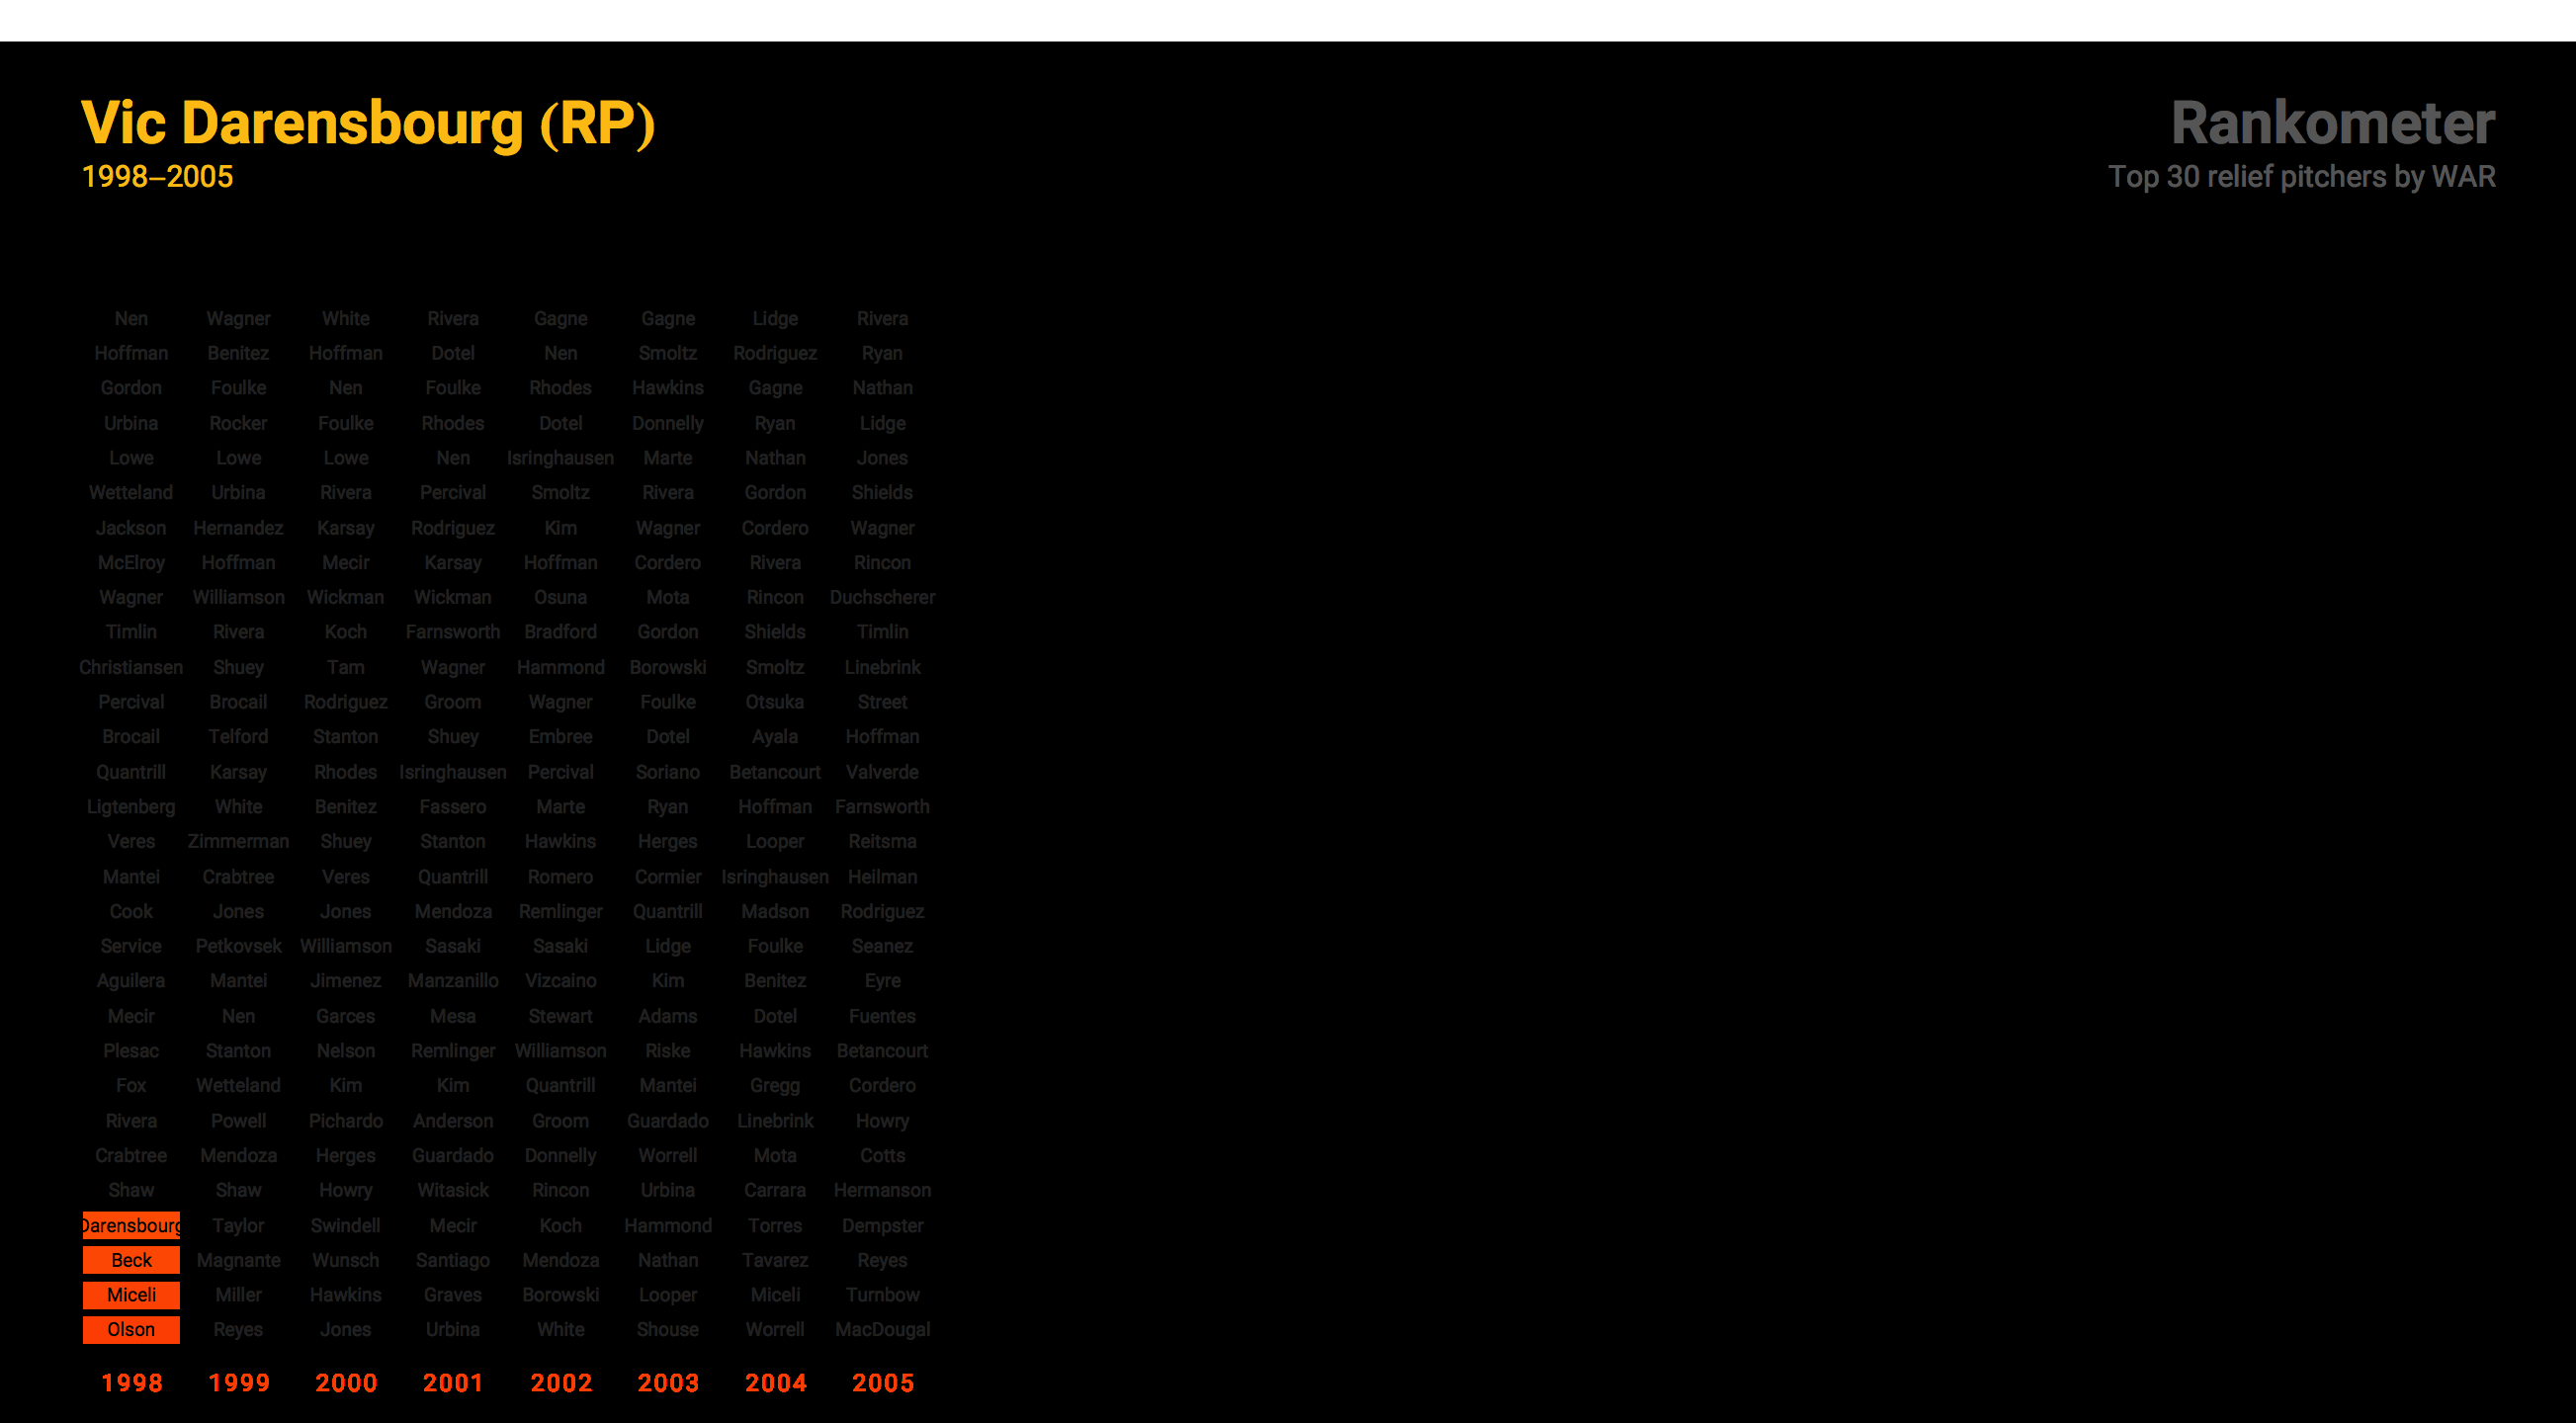 Vic Darensbourg (RP)
1998–2005
Rankometer
Top 30 relief pitchers by WAR
Nen Wagner White Rivera Gagne Gagne Lidge Rivera
Hoffman Benitez Hoffman Dotel Nen Smoltz Rodriguez Ryan
Gordon Foulke Nen Foulke Rhodes Hawkins Gagne Nathan
Urbina Rocker Foulke Rhodes Dotel Donnelly Ryan Lidge
Lowe Lowe Lowe Nen Isringhausen Marte Nathan Jones
Wetteland Urbina Rivera Percival Smoltz Rivera Gordon Shields
Jackson Hernandez Karsay Rodriguez Kim Wagner Cordero Wagner
McElroy Hoffman Mecir Karsay Hoffman Cordero Rivera Rincon
Wagner Williamson Wickman Wickman Osuna Mota Rincon Duchscherer
Timlin Rivera Koch Farnsworth Bradford Gordon Shields Timlin
Christiansen Shuey Tam Wagner Hammond Borowski Smoltz Linebrink
Percival Brocail Rodriguez Groom Wagner Foulke Otsuka Street
Brocail Telford Stanton Shuey Embree Dotel Ayala Hoffman
Quantrill Karsay Rhodes Isringhausen Percival Soriano Betancourt Valverde
Ligtenberg White Benitez Fassero Marte Ryan Hoffman Farnsworth
Veres Zimmerman Shuey Stanton Hawkins Herges Looper Reitsma
Mantei Crabtree Veres Quantrill Romero Cormier Isringhausen Heilman
Cook Jones Jones Mendoza Remlinger Quantrill Madson Rodriguez
Service Petkovsek Williamson Sasaki Sasaki Lidge Foulke Seanez
Aguilera Mantei Jimenez Manzanillo Vizcaino Kim Benitez Eyre
Mecir Nen Garces Mesa Stewart Adams Dotel Fuentes
Plesac Stanton Nelson Remlinger Williamson Riske Hawkins Betancourt
Fox Wetteland Kim Kim Quantrill Mantei Gregg Cordero
Rivera Powell Pichardo Anderson Groom Guardado Linebrink Howry
Crabtree Mendoza Herges Guardado Donnelly Worrell Mota Cotts
Shaw Shaw Howry Witasick Rincon Urbina Carrara Hermanson
Darensbourg Taylor Swindell Mecir Koch Hammond Torres Dempster
Beck Magnante Wunsch Santiago Mendoza Nathan Tavarez Reyes
Miceli Miller Hawkins Graves Borowski Looper Miceli Turnbow
Olson Reyes Jones Urbina White Shouse Worrell MacDougal
1998 1999 2000 2001 2002 2003 2004 2005